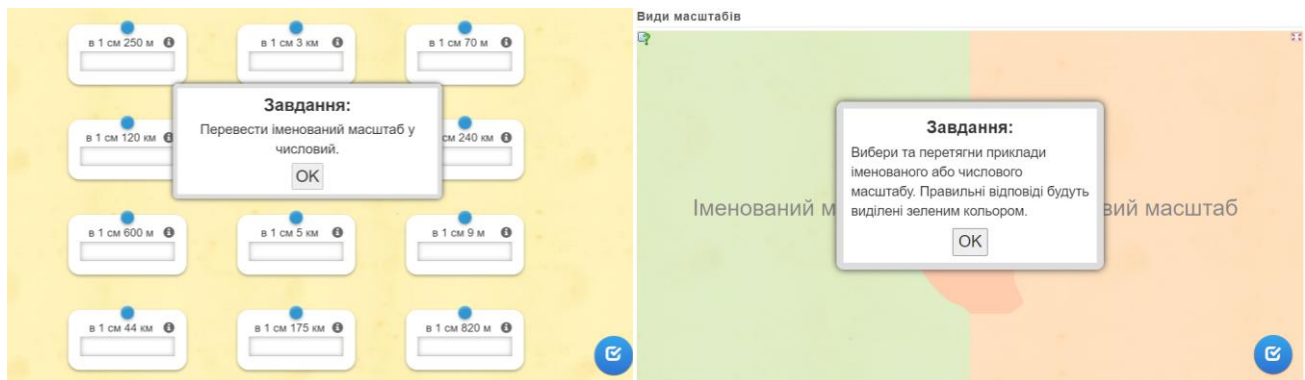 в 1 см 250 м
в 1 см 3 км
в 1 см 70 м
Завдання:
Перевести іменований масштаб у
числовий.
OK
в 1 см 120 км
см 240 км
в 1 см 600 м
в 1 см 5 км
в 1 см 9 м
в 1 см 44 км
в 1 см 175 км
в 1 см 820 м
Види масштабів
Завдання:
Вибери та перетягни приклади
іменованого або числового
масштабу. Правильні відповіді будуть
виділені зеленим кольором.
OK
Іменований м
вий масштаб